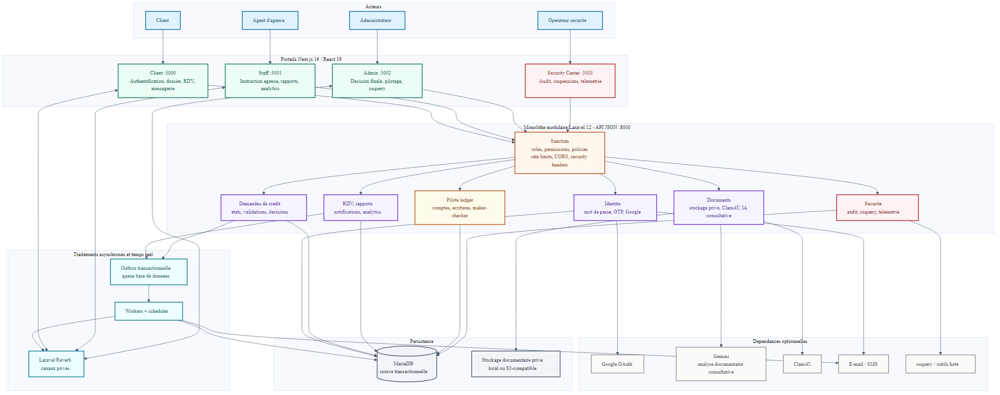 Acteurs
Client
Agent d'agence
Administrateur
Operateur securite
Portails Next.js 16 / React 19
Client :3000
Authentification, dossier, RDV,
messagerie
Staff :3001
Instruction agence, rapports,
analytics
Admin :3002
Decision finale, pilotage,
osquery
Security Center :3003
Audit, suspensions, telemetrie
Monolithe modulaire Laravel 12 - API JSON :8000
Sanctum
roles, permissions, policies
rate limits, CORS, security
headers
Demandes de credit
etats, validations, decisions
RDV, rapports
notifications, analytics
Pilote ledger
comptes, ecritures, maker-
checker
Identite
mot de passe, OTP, Google
Documents
stockage prive, ClamAV, IA
consultative
Securite
audit, osquery, telemetrie
Traitements asynchrones et temps reel
Outbox transactionnelle
queue base de donnees
Workers + scheduler
Laravel Reverb
canaux prives
Persistance
MariaDB
source transactionnelle
Stockage documentaire prive
local ou S3-compatible
Dependances optionnelles
Google OAuth
Gemini
analyse documentaire
consultative
ClamAV
E-mail / SMS
osquery / outils hote